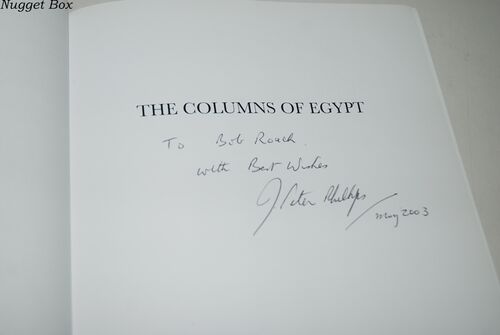 Nugget Box
THE COLUMNS OF EGYPT
To Bob Roach.
with Best Wishes
J. Peter Phillips
May 2003